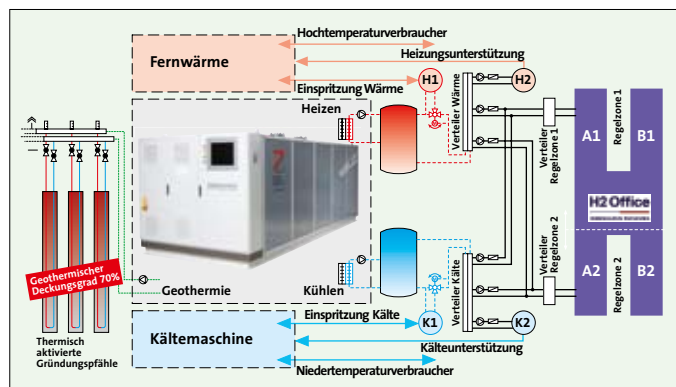 Hochtemperaturverbraucher
Fernwärme
Heizungsunterstützung
H1
H2
Einspritzung Wärme
Heizen
Verteiler Wärme
Verteiler
Regelzone 1
A1
Regelzone 1
B1
H2 Office
Geothermischer
Deckungsgrad 70%
Geothermie
Kühlen
Verteiler Kälte
Verteiler
Regelzone 2
A2
Regelzone 2
B2
Thermisch
aktivierte
Gründungspfähle
Einspritzung Kälte
K1
K2
Kältemaschine
Kälteunterstützung
Niedertemperaturverbraucher